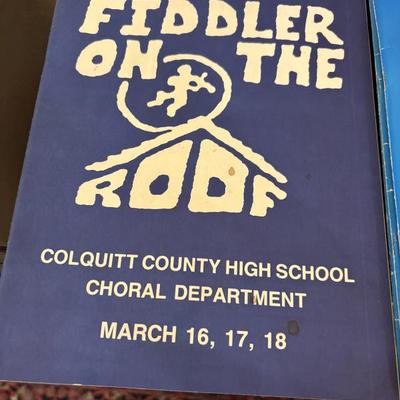 FIDDLER
ON THE
ROOF
COLQUITT COUNTY HIGH SCHOOL
CHORAL DEPARTMENT
MARCH 16, 17, 18